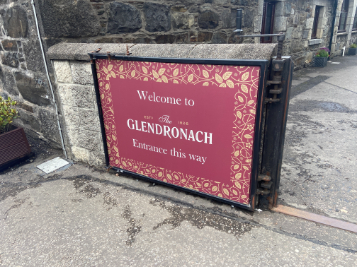 Welcome to
The
GLENDRONACH
Entrance this way